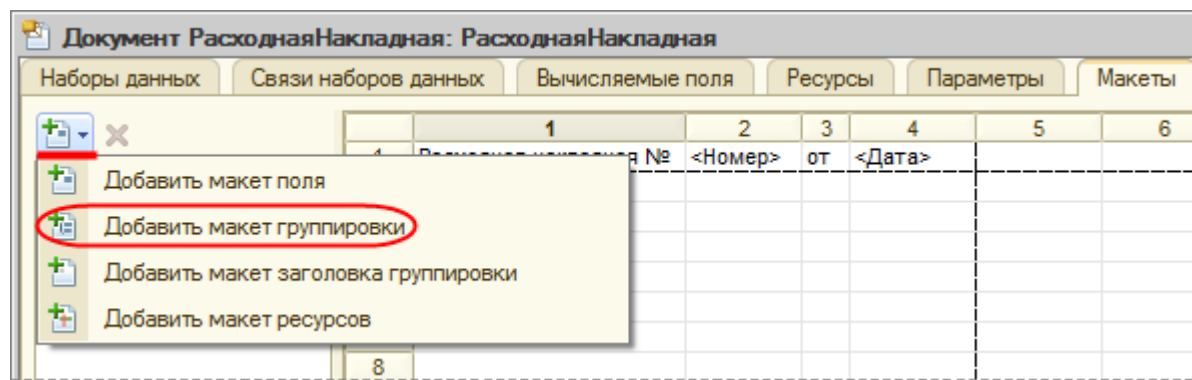 Документ РасходнаяНакладная: РасходнаяНакладная
Наборы данных Связи наборов данных Вычисляемые поля Ресурсы Параметры Макеты
1 2 3 4 5 6
№ <Номер> от <Дата>
Добавить макет поля
Добавить макет группировки
Добавить макет заголовка группировки
Добавить макет ресурсов
8